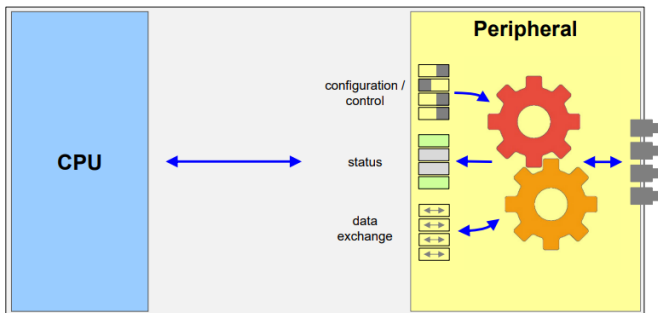 Peripheral
configuration /
control
CPU
status
data
exchange